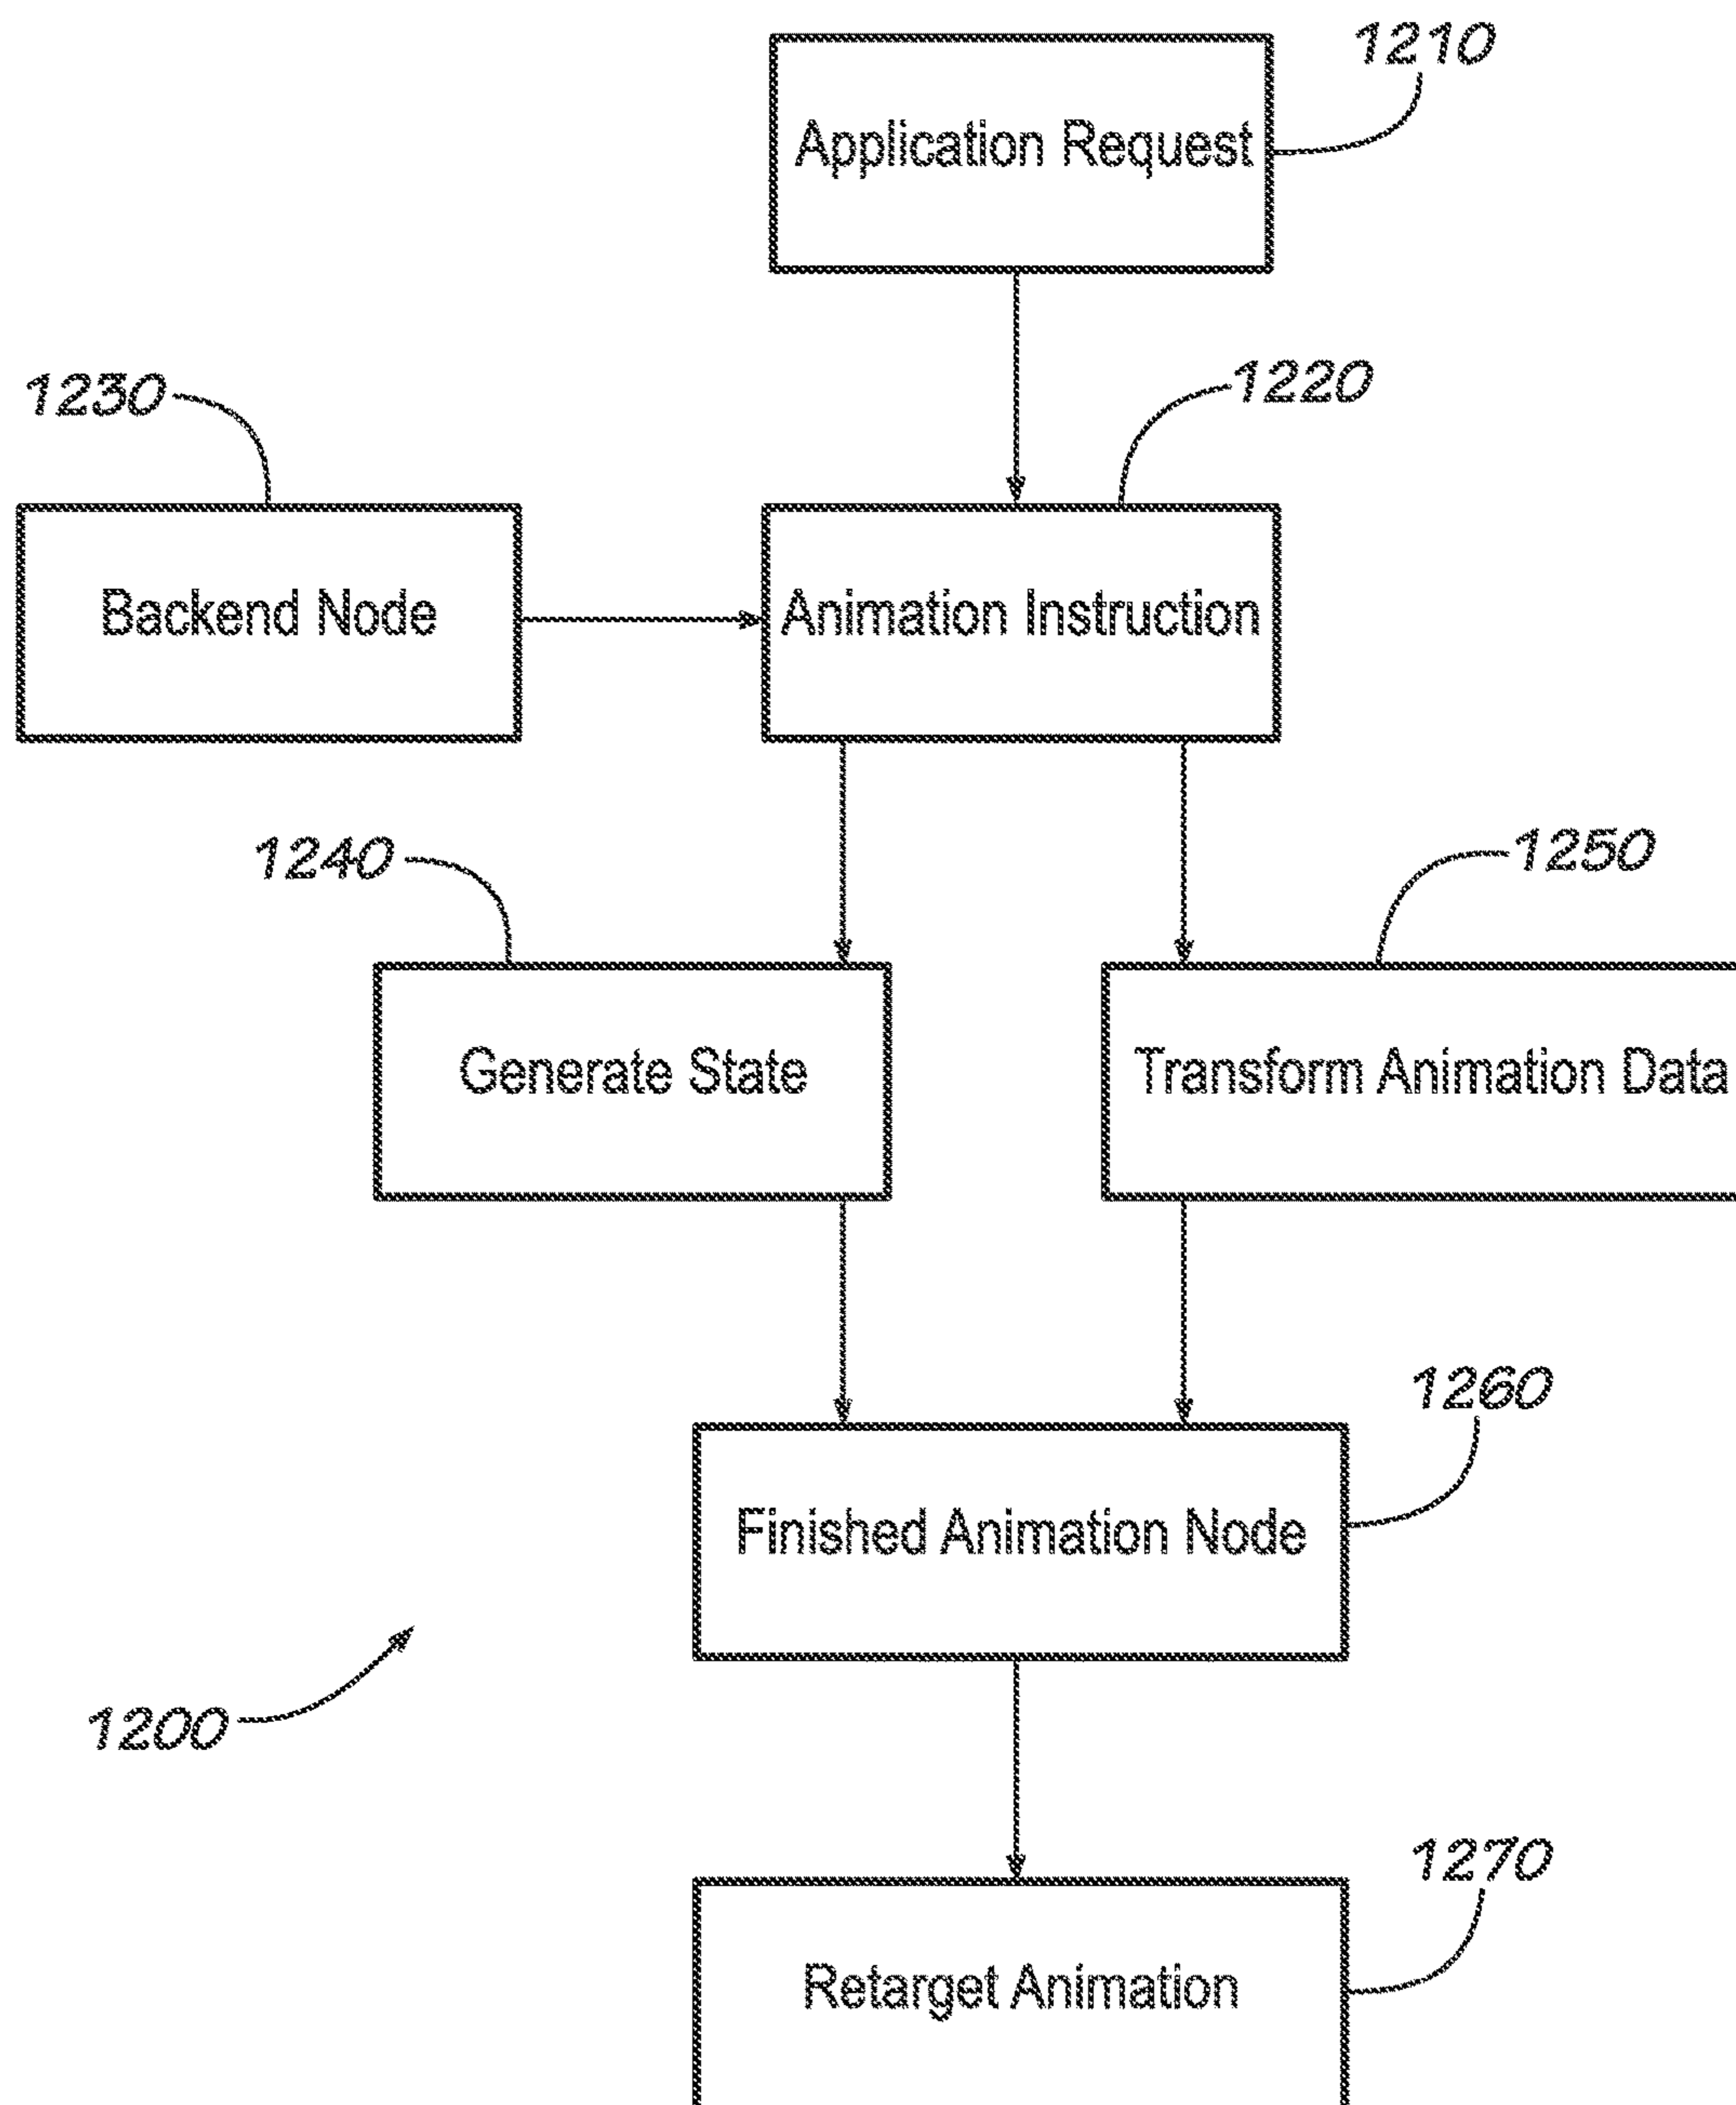 1210
Application Request
1230
1220
Backend Node
Animation Instruction
1240
1250
Generate State
Transform Animation Data
1260
Finished Animation Node
1200
1270
Retarget Animation